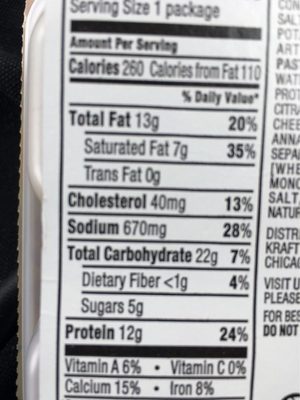 Serving Size 1 package
Amount Per Serving
Calories 260 Calories from Fat 110
% Daily Value*
Total Fat 13g 20%
Saturated Fat 7g 35%
Trans Fat 0g
Cholesterol 40mg 13%
Sodium 670mg 28%
Total Carbohydrate 22g 7%
Dietary Fiber <1g 4%
Sugars 5g
Protein 12g 24%
Vitamin A 6% • Vitamin C 0%
Calcium 15% • Iron 8%
SALT
POT
ART
PAS
WAT
PROT
CITR
CHEE
ANNA
SEPA
[WHE
MONO
SALT,
NATUR
DISTR
KRAFT
CHICA
VISIT U
PLEASE
FOR BES
DO NOT